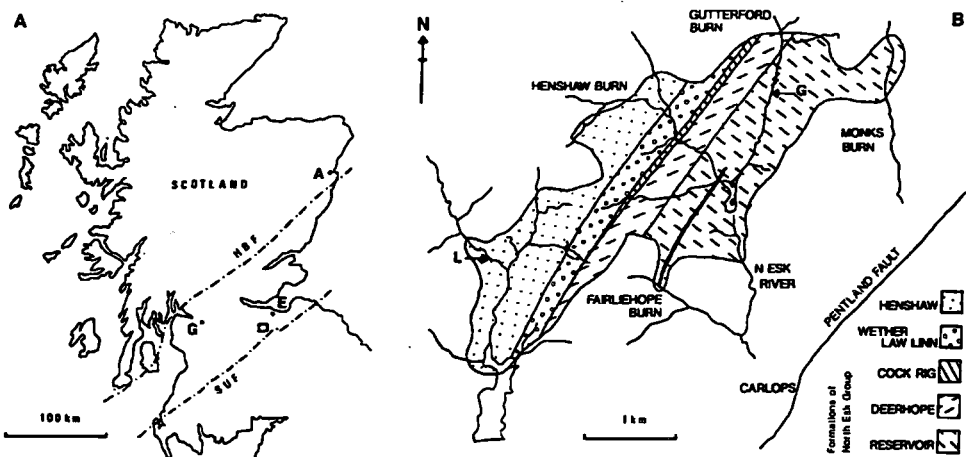 A
SCOTLAND
A
HBF
E
G
SUF
100 km
B
N
GUTTERFORD
BURN
HENSHAW BURN
G
MONKS
BURN
L
N ESK
RIVER
FAIRLIEHOPE
BURN
PENTLAND FAULT
CARLOPS
1 km
Formations of
North Esk Group
HENSHAW
WETHER
LAW LINN
COCK RIG
DEERHOPE
RESERVOIR